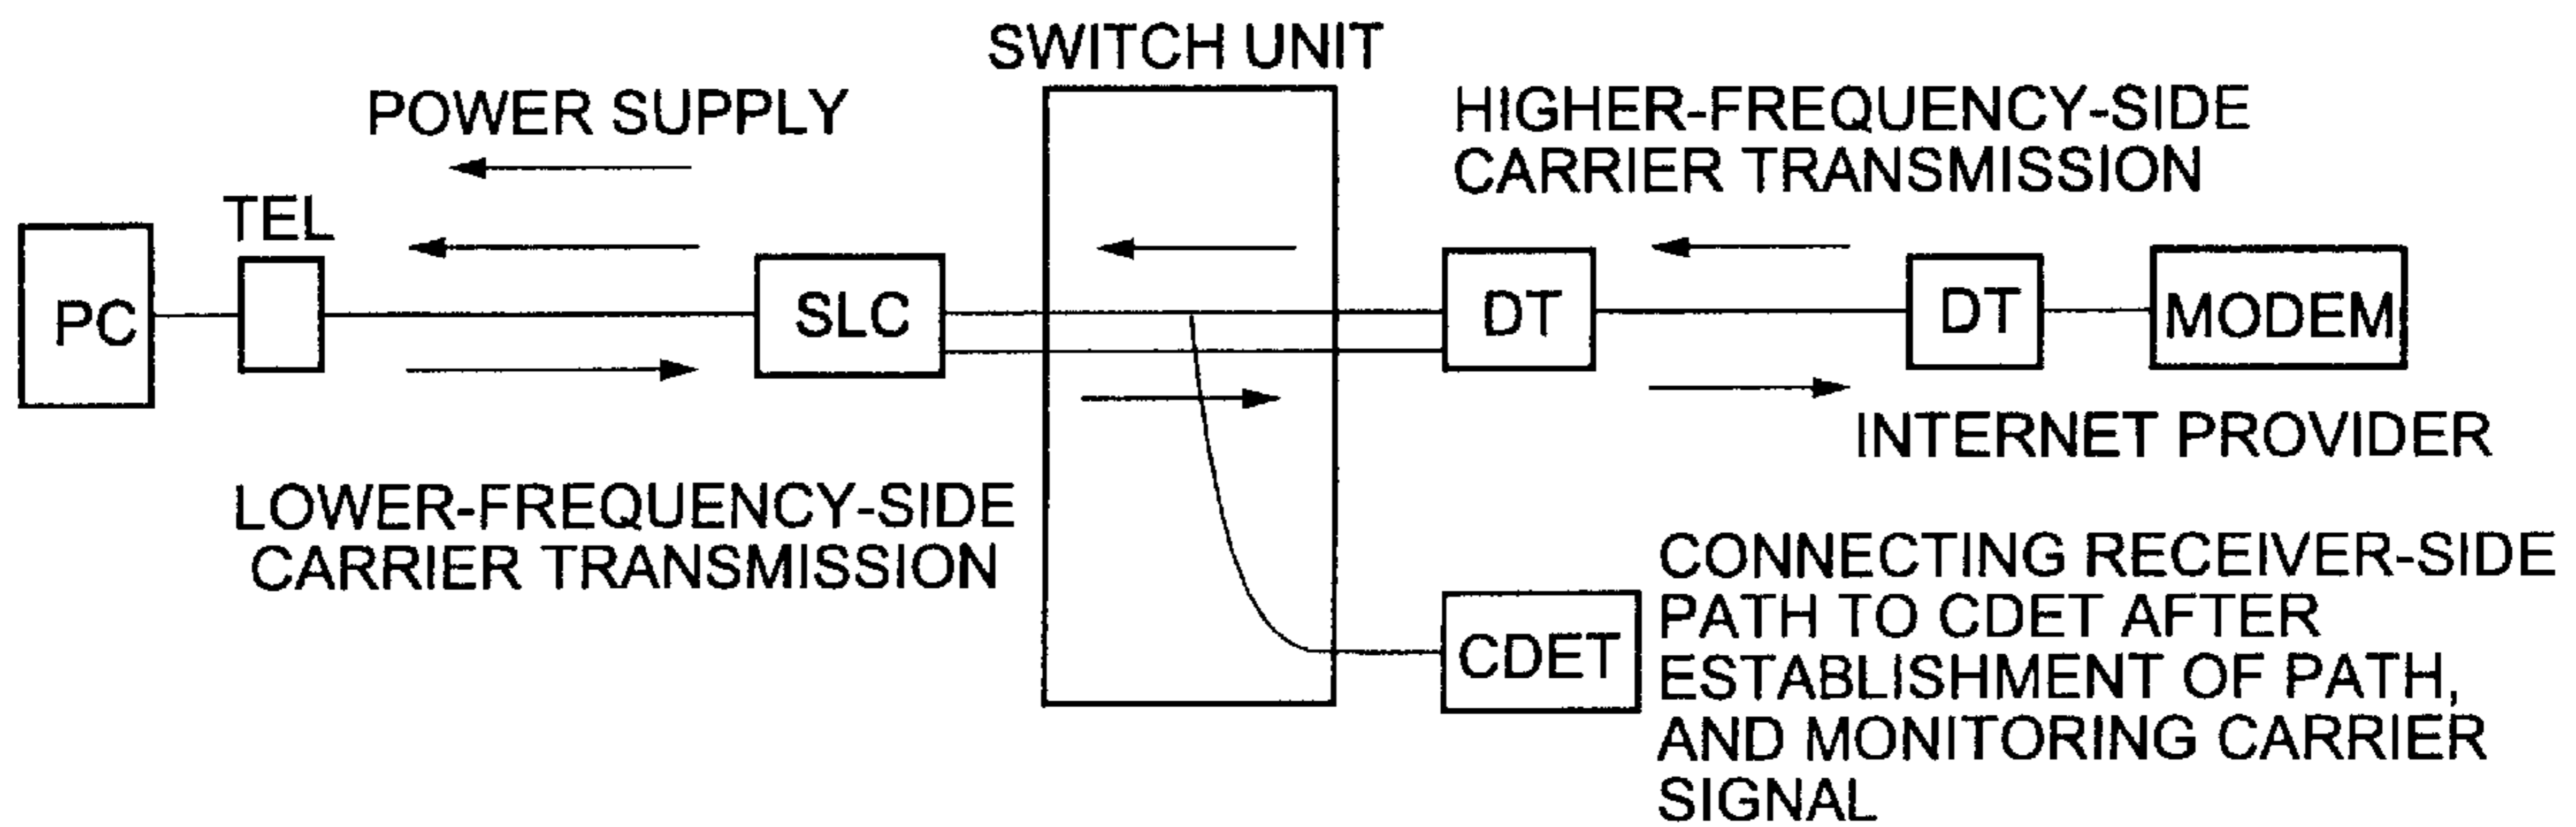 SWITCH UNIT
POWER SUPPLY
HIGHER-FREQUENCY-SIDE
CARRIER TRANSMISSION
TEL
PC
SLC
DT
DT
MODEM
INTERNET PROVIDER
LOWER-FREQUENCY-SIDE
CARRIER TRANSMISSION
CDET
CONNECTING RECEIVER-SIDE
PATH TO CDET AFTER
ESTABLISHMENT OF PATH,
AND MONITORING CARRIER
SIGNAL